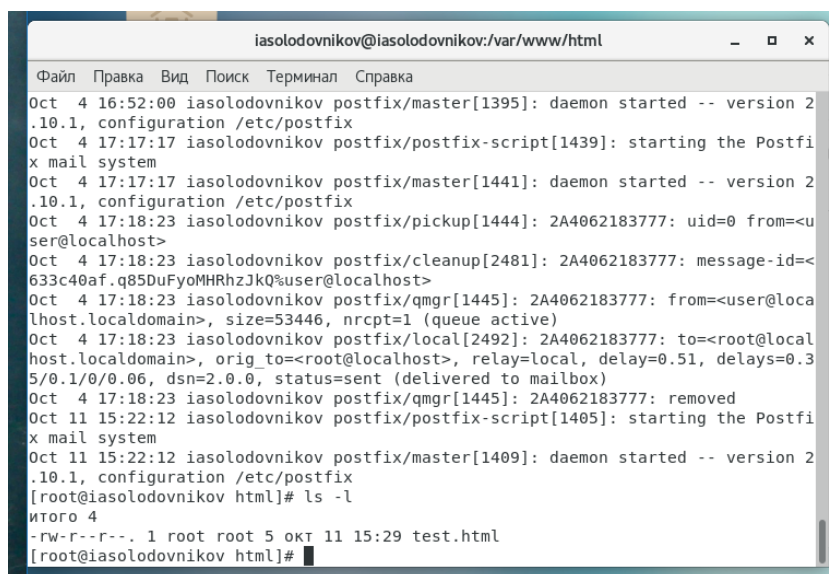 iasolodovnikov@iasolodovnikov:/var/www/html
Файл Правка Вид Поиск Терминал Справка
Oct  4 16:52:00 iasolodovnikov postfix/master[1395]: daemon started -- version 2
.10.1, configuration /etc/postfix
Oct  4 17:17:17 iasolodovnikov postfix/postfix-script[1439]: starting the Postfi
x mail system
Oct  4 17:17:17 iasolodovnikov postfix/master[1441]: daemon started -- version 2
.10.1, configuration /etc/postfix
Oct  4 17:18:23 iasolodovnikov postfix/pickup[1444]: 2A4062183777: uid=0 from=<u
ser@localhost>
Oct  4 17:18:23 iasolodovnikov postfix/cleanup[2481]: 2A4062183777: message-id=<
633c40af.q85DuFyoMHRhzJkQ%user@localhost>
Oct  4 17:18:23 iasolodovnikov postfix/qmgr[1445]: 2A4062183777: from=<user@loca
lhost.localdomain>, size=53446, nrcpt=1 (queue active)
Oct  4 17:18:23 iasolodovnikov postfix/local[2492]: 2A4062183777: to=<root@local
host.localdomain>, orig_to=<root@localhost>, relay=local, delay=0.51, delays=0.3
5/0.1/0/0.06, dsn=2.0.0, status=sent (delivered to mailbox)
Oct  4 17:18:23 iasolodovnikov postfix/qmgr[1445]: 2A4062183777: removed
Oct 11 15:22:12 iasolodovnikov postfix/postfix-script[1405]: starting the Postfi
x mail system
Oct 11 15:22:12 iasolodovnikov postfix/master[1409]: daemon started -- version 2
.10.1, configuration /etc/postfix
[root@iasolodovnikov html]# ls -l
итого 4
-rw-r--r--. 1 root root 5 окт 11 15:29 test.html
[root@iasolodovnikov html]#